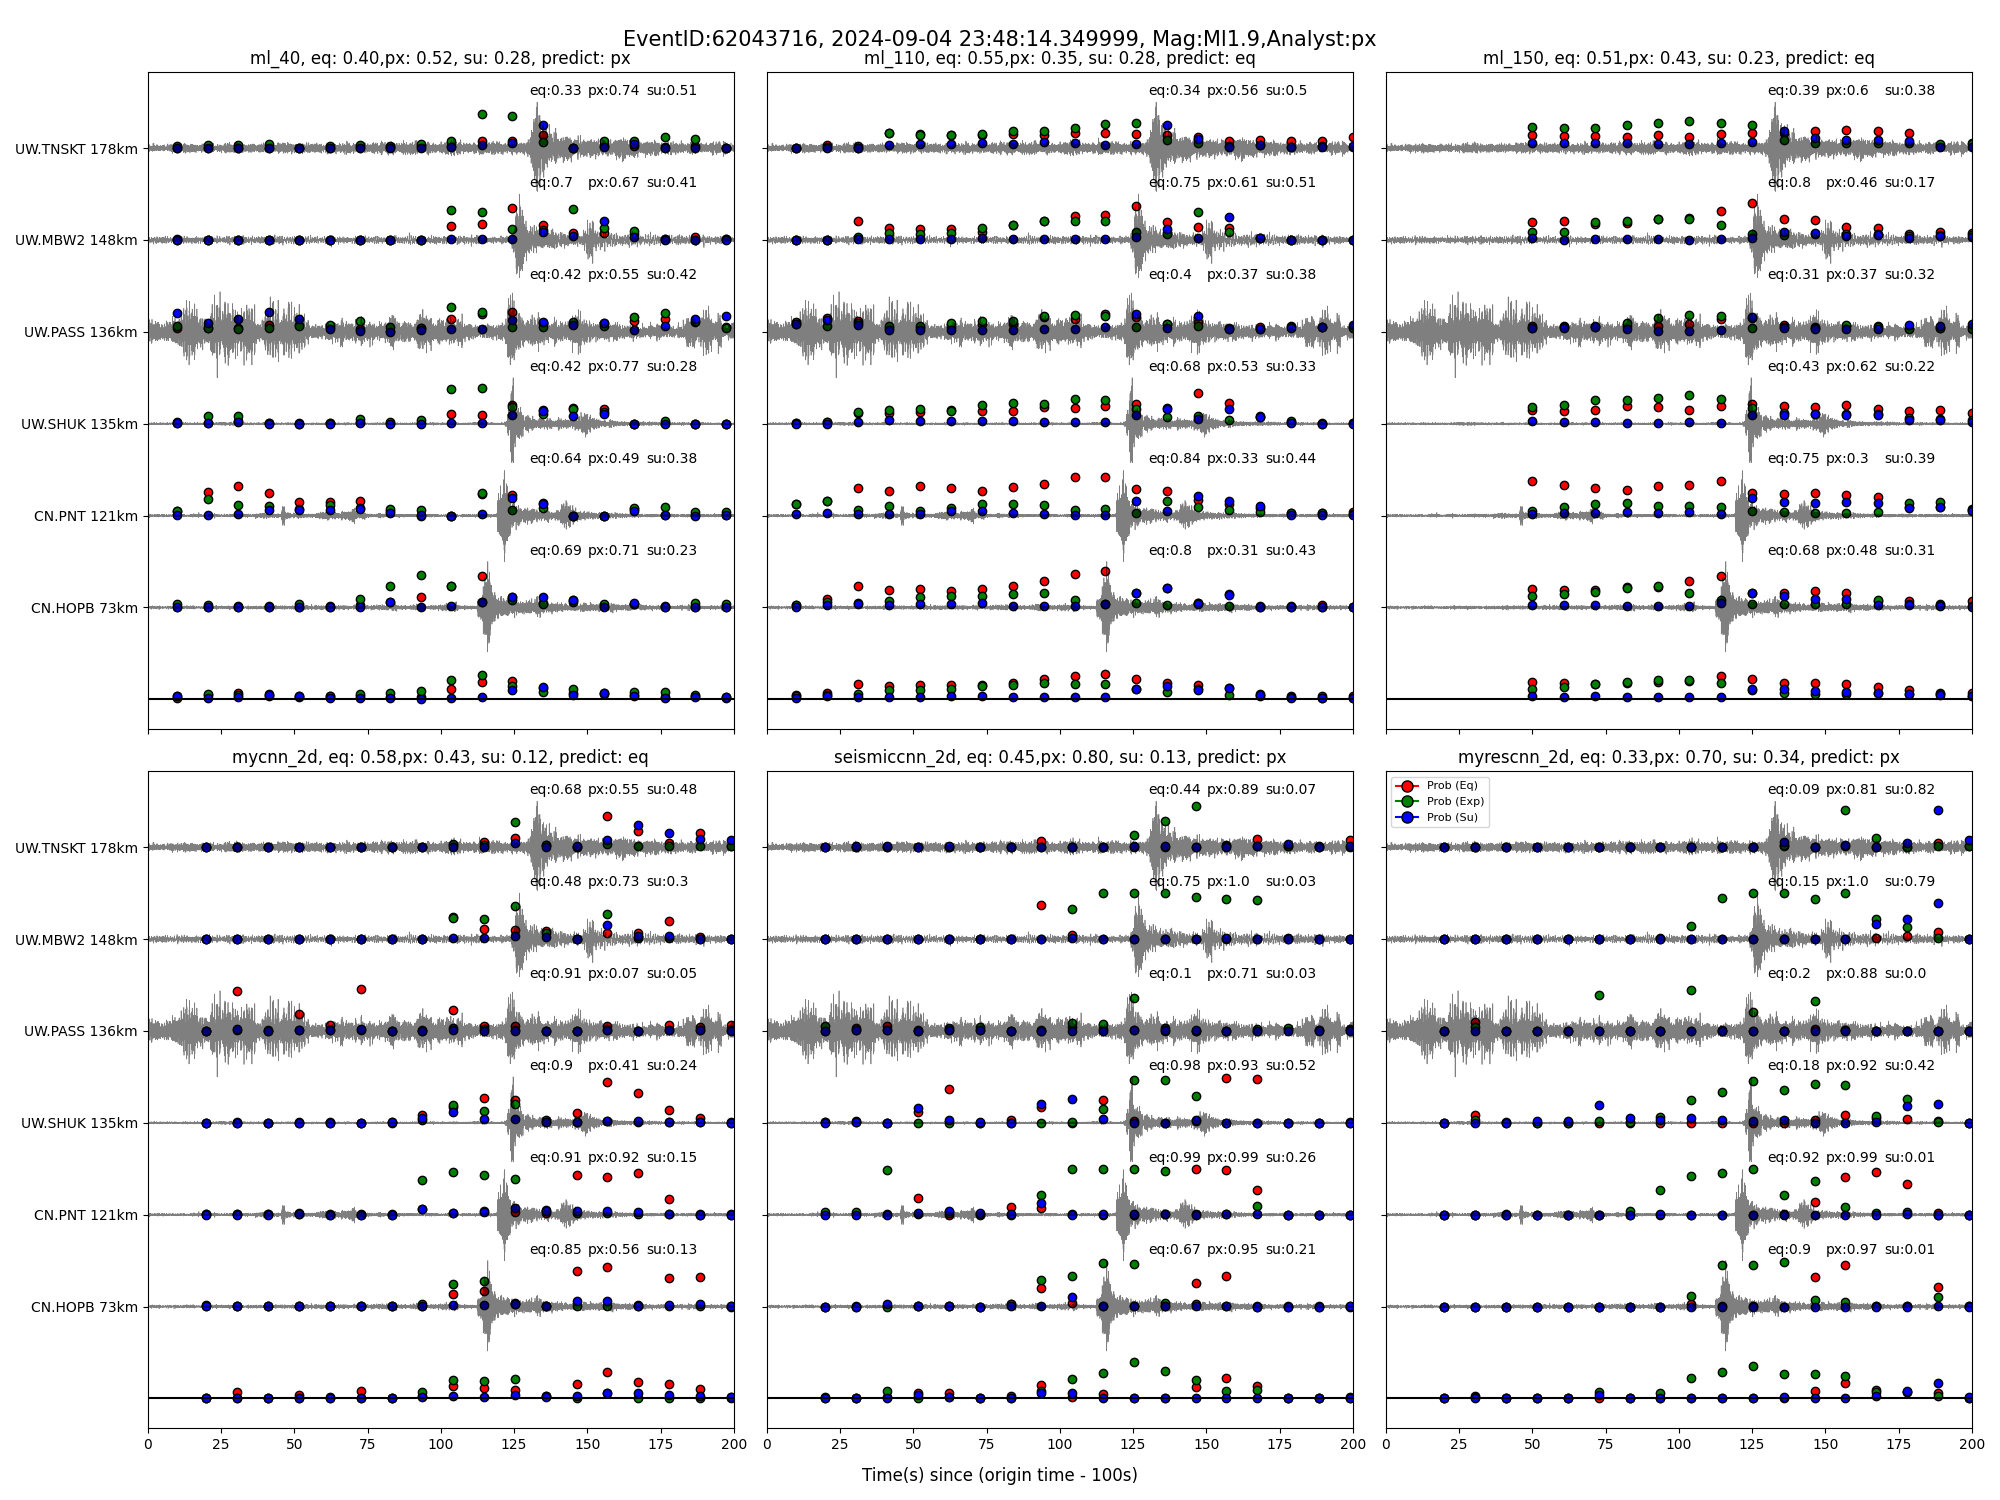 EventID:62043716, 2024-09-04 23:48:14.349999, Mag:Ml1.9,Analyst:px
ml_40, eq: 0.40,px: 0.52, su: 0.28, predict: px
UW.TNSKT 178km
eq:0.33 px:0.74 su:0.51
UW.MBW2 148km
eq:0.7 px:0.67 su:0.41
UW.PASS 136km
eq:0.42 px:0.55 su:0.42
UW.SHUK 135km
eq:0.42 px:0.77 su:0.28
CN.PNT 121km
eq:0.64 px:0.49 su:0.38
CN.HOPB 73km
eq:0.69 px:0.71 su:0.23
ml_110, eq: 0.55,px: 0.35, su: 0.28, predict: eq
eq:0.34 px:0.56 su:0.5
eq:0.75 px:0.61 su:0.51
eq:0.4 px:0.37 su:0.38
eq:0.68 px:0.53 su:0.33
eq:0.84 px:0.33 su:0.44
eq:0.8 px:0.31 su:0.43
ml_150, eq: 0.51,px: 0.43, su: 0.23, predict: eq
eq:0.39 px:0.6 su:0.38
eq:0.8 px:0.46 su:0.17
eq:0.31 px:0.37 su:0.32
eq:0.43 px:0.62 su:0.22
eq:0.75 px:0.3 su:0.39
eq:0.68 px:0.48 su:0.31
mycnn_2d, eq: 0.58,px: 0.43, su: 0.12, predict: eq
UW.TNSKT 178km
eq:0.68 px:0.55 su:0.48
UW.MBW2 148km
eq:0.48 px:0.73 su:0.3
UW.PASS 136km
eq:0.91 px:0.07 su:0.05
UW.SHUK 135km
eq:0.9 px:0.41 su:0.24
CN.PNT 121km
eq:0.91 px:0.92 su:0.15
CN.HOPB 73km
eq:0.85 px:0.56 su:0.13
0 25 50 75 100 125 150 175 200
seismiccnn_2d, eq: 0.45,px: 0.80, su: 0.13, predict: px
eq:0.44 px:0.89 su:0.07
eq:0.75 px:1.0 su:0.03
eq:0.1 px:0.71 su:0.03
eq:0.98 px:0.93 su:0.52
eq:0.99 px:0.99 su:0.26
eq:0.67 px:0.95 su:0.21
0 25 50 75 100 125 150 175 200
myrescnn_2d, eq: 0.33,px: 0.70, su: 0.34, predict: px
Prob (Eq)
Prob (Exp)
Prob (Su)
eq:0.09 px:0.81 su:0.82
eq:0.15 px:1.0 su:0.79
eq:0.2 px:0.88 su:0.0
eq:0.18 px:0.92 su:0.42
eq:0.92 px:0.99 su:0.01
eq:0.9 px:0.97 su:0.01
0 25 50 75 100 125 150 175 200
Time(s) since (origin time - 100s)